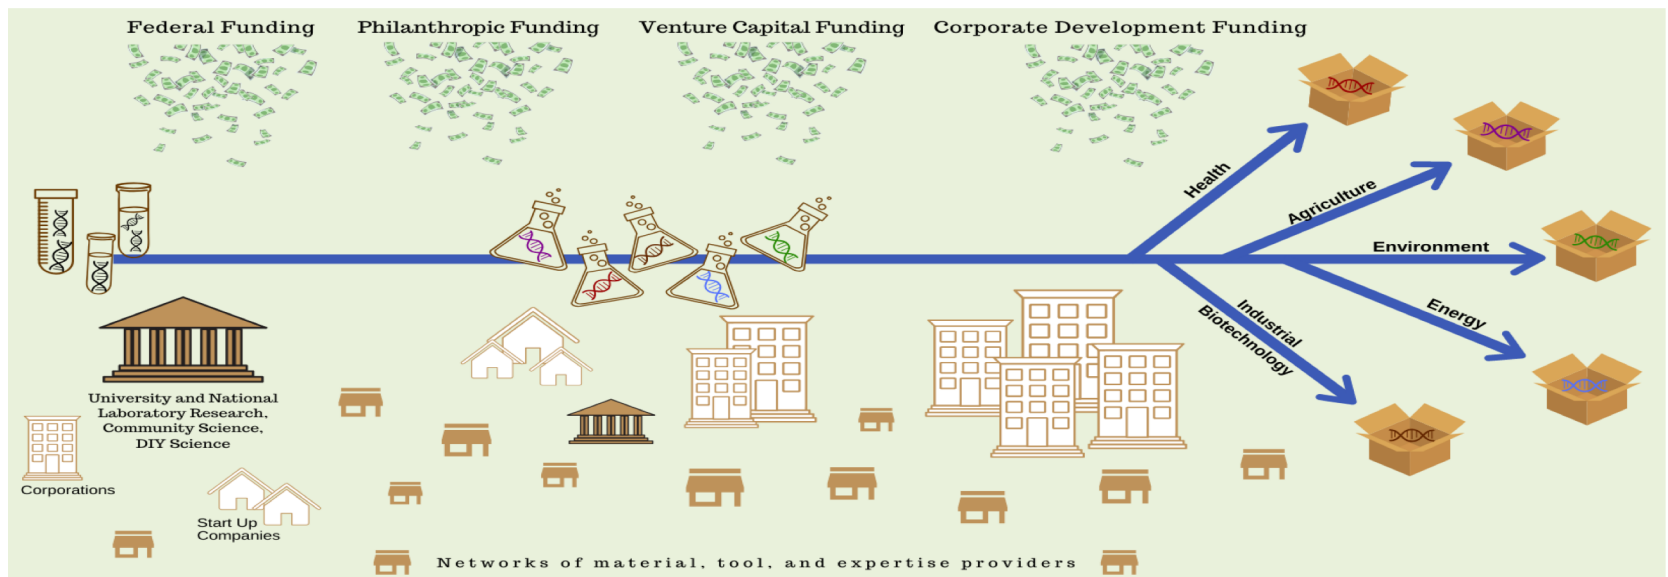 Federal Funding
Philanthropic Funding
Venture Capital Funding
Corporate Development Funding
Health
Agriculture
Environment
Energy
Industrial
Biotechnology
University and National
Laboratory Research,
Community Science,
DIY Science
Corporations
Start Up
Companies
Networks of material, tool, and expertise providers